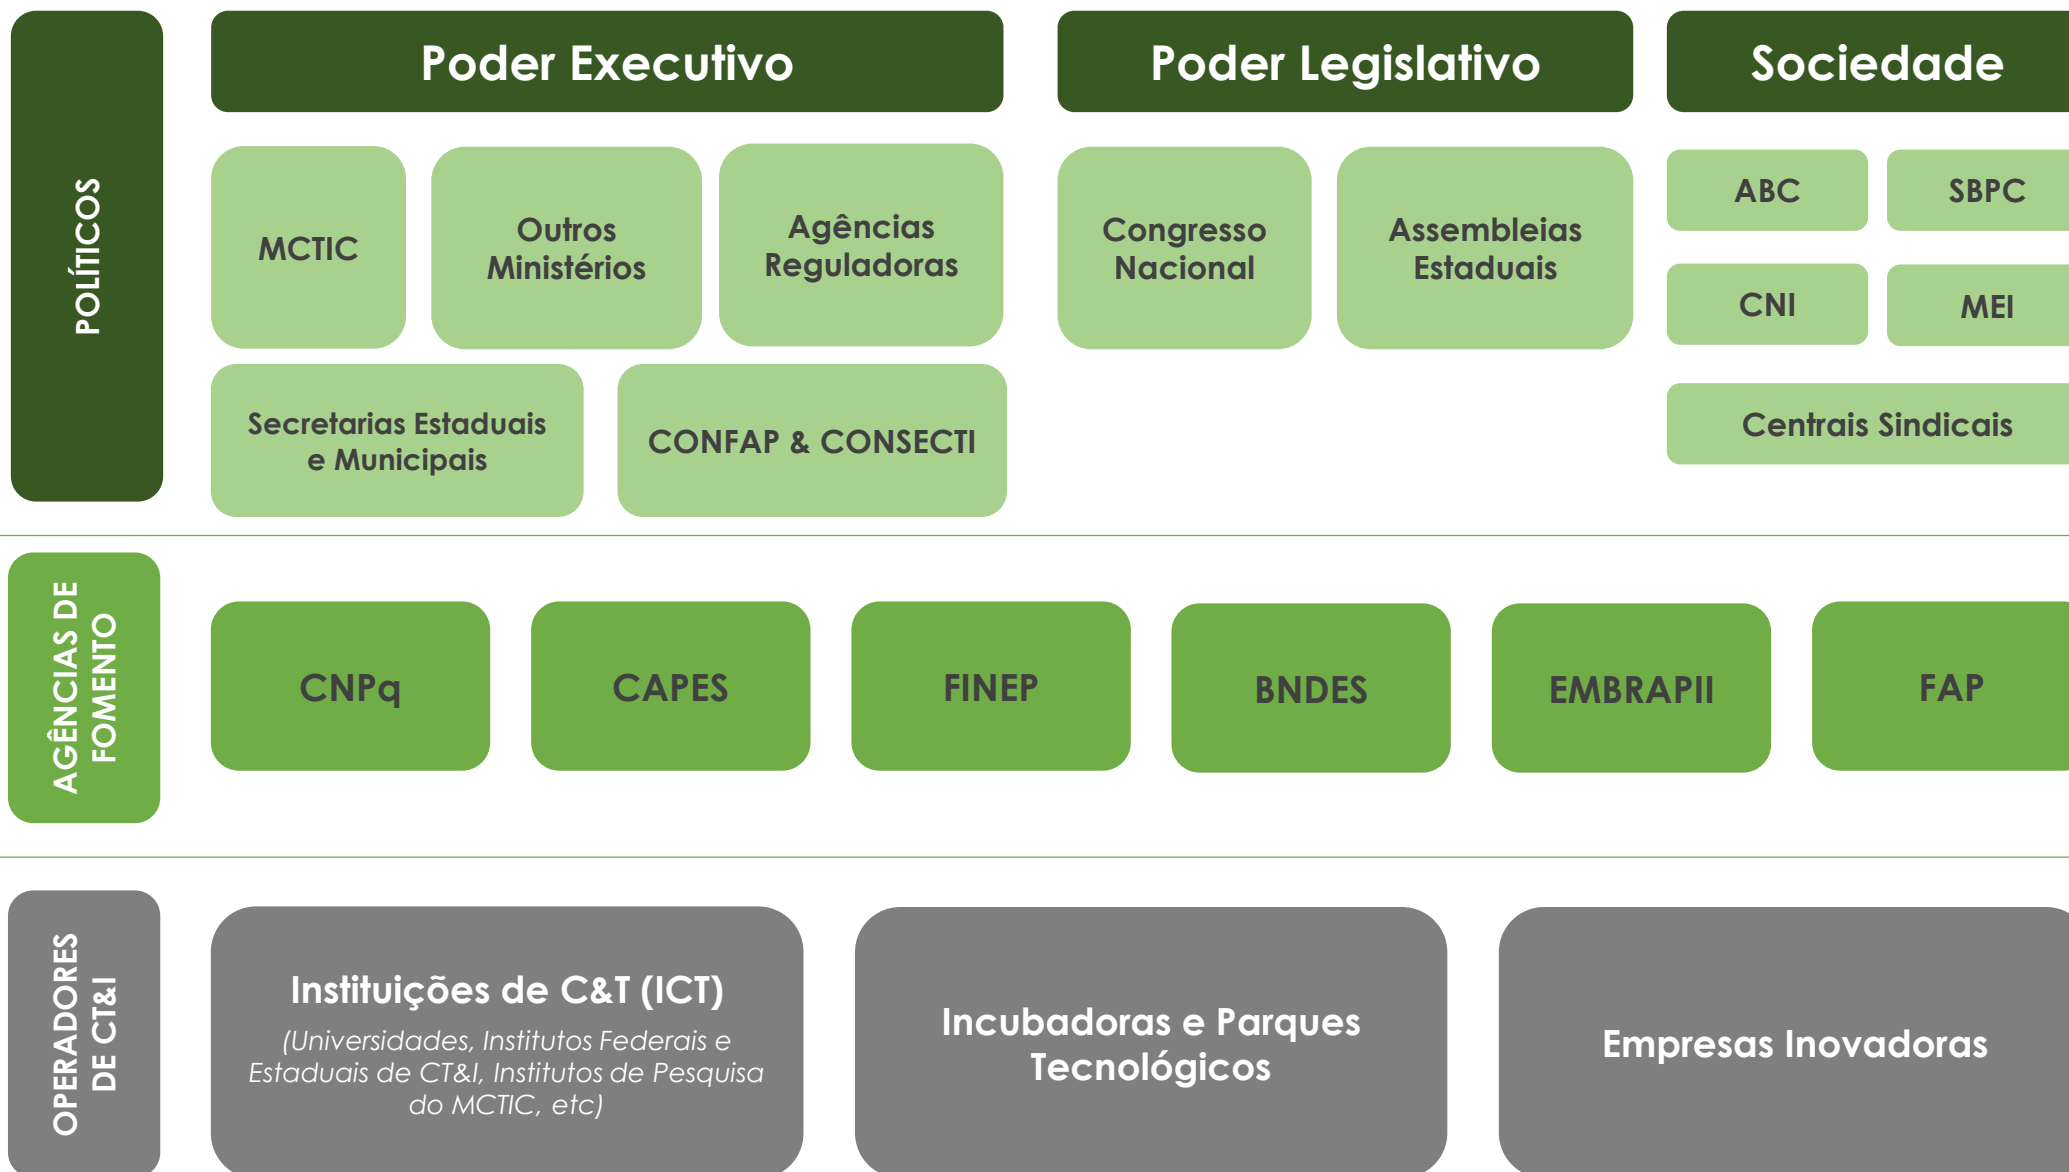 POLÍTICOS
Poder Executivo
Poder Legislativo
Sociedade
MCTIC
Outros
Ministérios
Agências
Reguladoras
Congresso
Nacional
Assembleias
Estaduais
ABC
SBPC
CNI
MEI
Secretarias Estaduais
e Municipais
CONFAP & CONSECTI
Centrais Sindicais
AGÊNCIAS DE
FOMENTO
CNPq
CAPES
FINEP
BNDES
EMBRAPII
FAP
OPERADORES
DE CT&I
Instituições de C&T (ICT)
(Universidades, Institutos Federais e
Estaduais de CT&I, Institutos de Pesquisa
do MCTIC, etc)
Incubadoras e Parques
Tecnológicos
Empresas Inovadoras